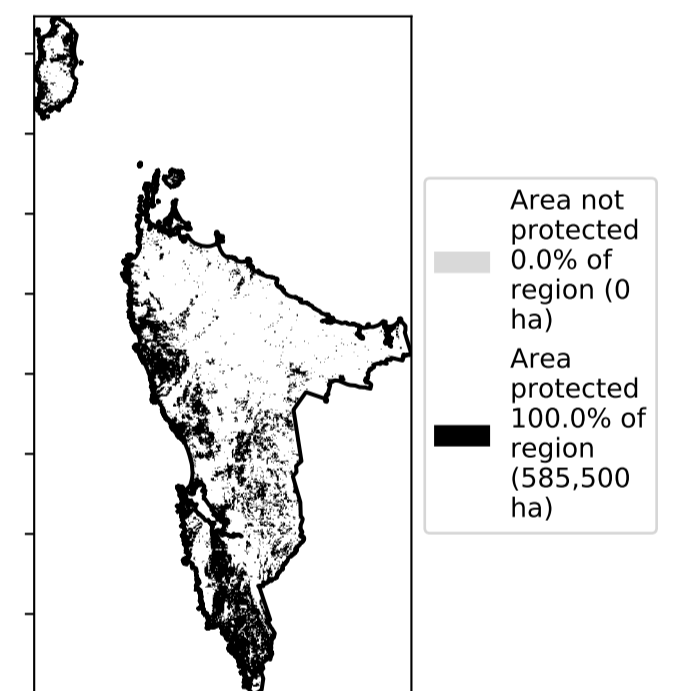 Area not
protected
0.0% of
region (0
ha)
Area
protected
100.0% of
region
(585,500
ha)